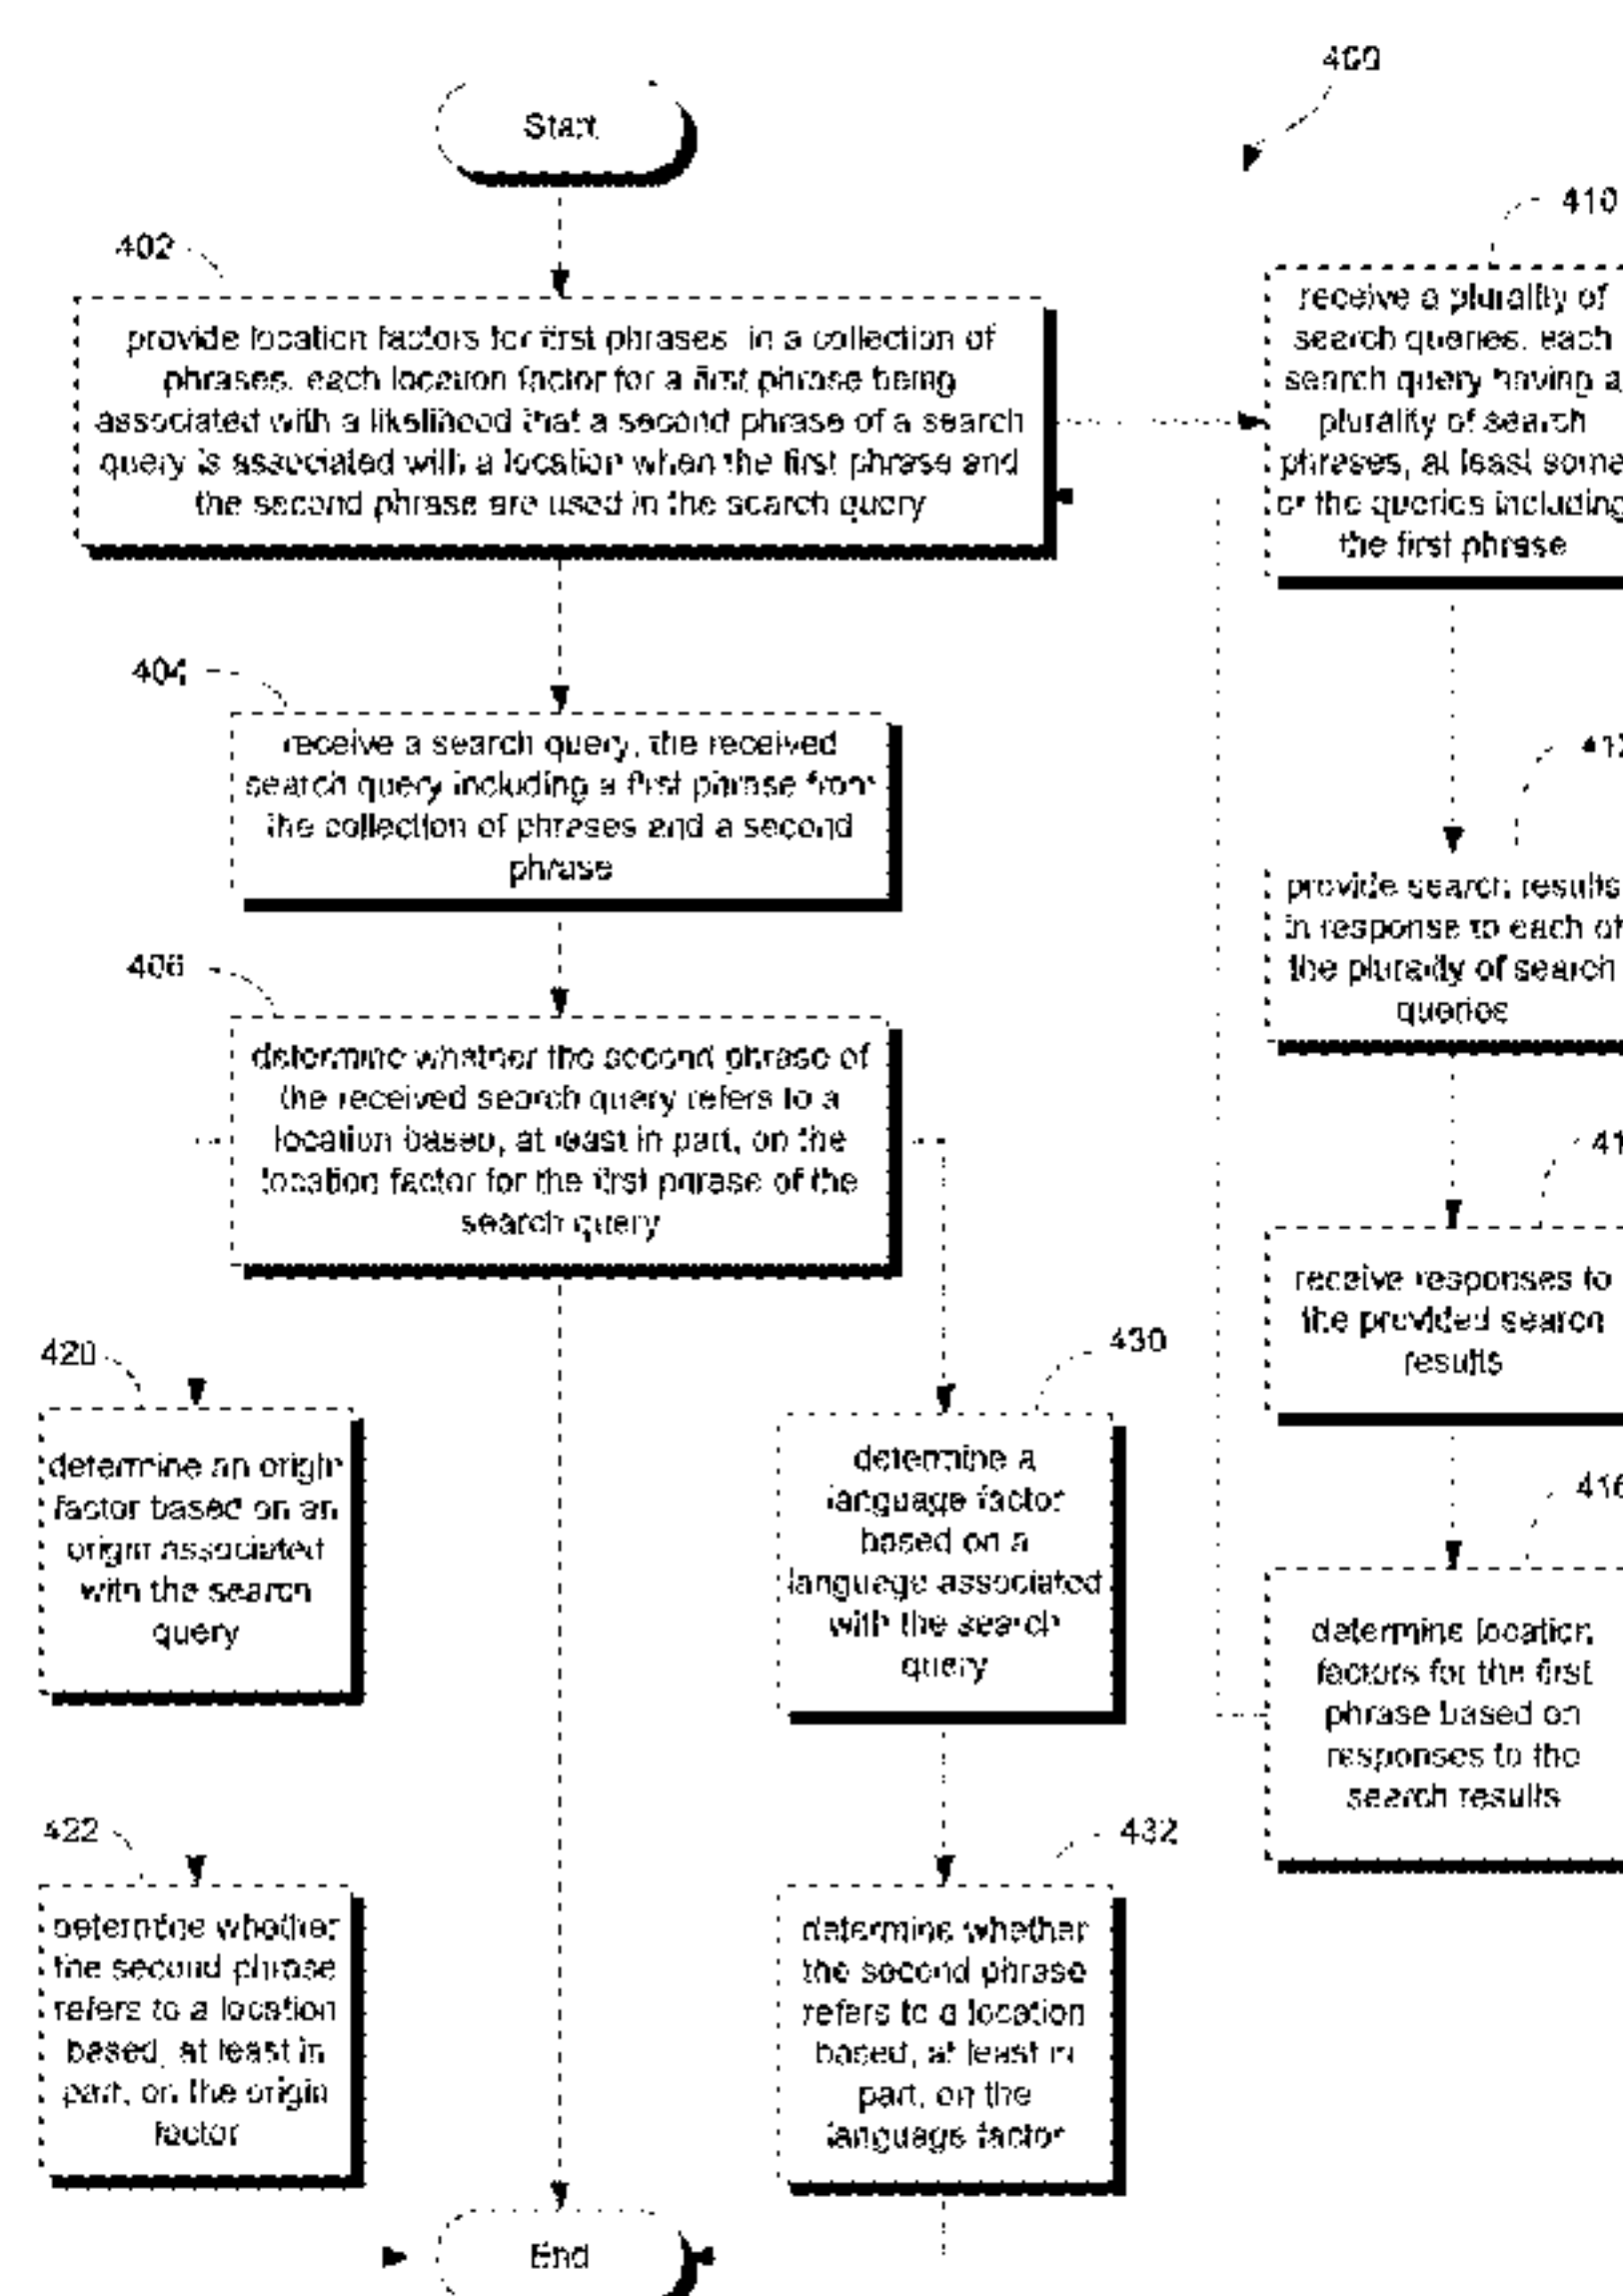 400
Start
402
provide location factors for first phrases in a collection of
phrases, each location factor for a first phrase being
associated with a likelihood that a second phrase of a search
query is associated with a location when the first phrase and
the second phrase are used in the search query
404
receive a search query, the received
search query including a first phrase from
the collection of phrases and a second
phrase
406
determine whether the second phrase of
the received search query refers to a
location based, at least in part, on the
location factor for the first phrase of the
search query
420
determine an origin
factor based on an
origin associated
with the search
query
422
determine whether
the second phrase
refers to a location
based, at least in
part, on the origin
factor
430
determine a
language factor
based on a
language associated
with the search
query
432
determine whether
the second phrase
refers to a location
based, at least in
part, on the
language factor
End
410
receive a plurality of
search queries, each
search query having a
plurality of search
phrases, at least some
of the queries including
the first phrase
provide search results
in response to each of
the plurality of search
queries
receive responses to
the provided search
results
416
determine location
factors for the first
phrase based on
responses to the
search results